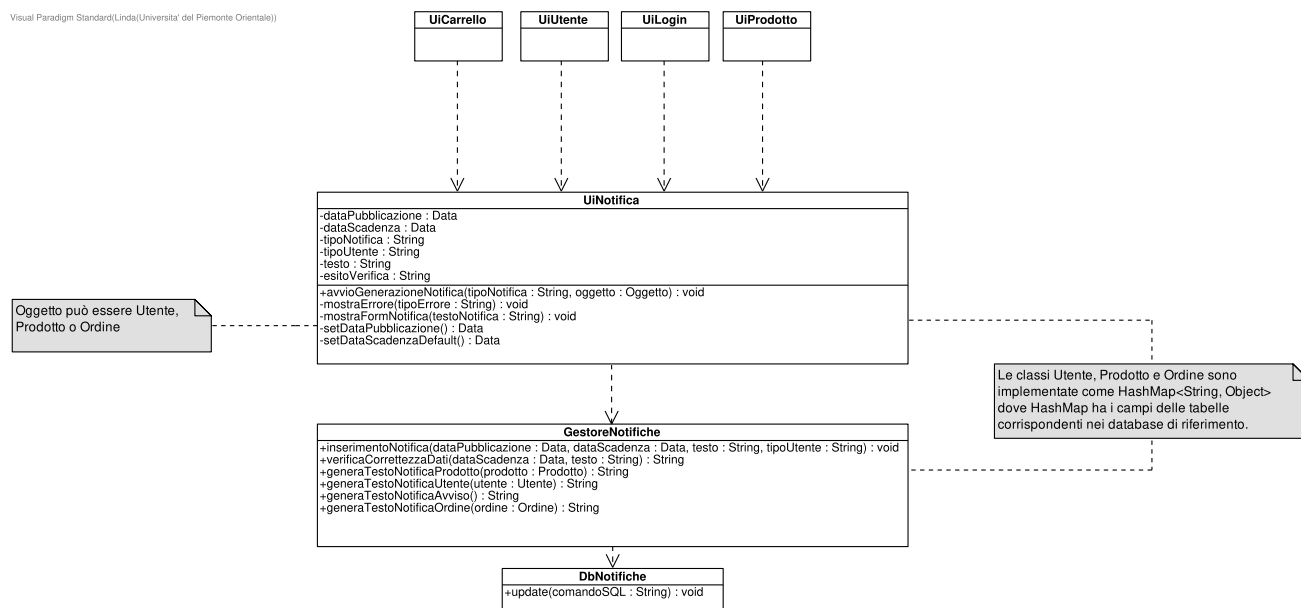 Visual Paradigm Standard(Linda(Universita' del Piemonte Orientale))
UiCarrello
UiUtente
UiLogin
UiProdotto
UiNotifica
-dataPubblicazione : Data
-dataScadenza : Data
-tipoNotifica : String
-tipoUtente : String
-testo : String
-esitoVerifica : String
+avvioGenerazioneNotifica(tipoNotifica : String, oggetto : Oggetto) : void
-mostraErrore(tipoErrore : String) : void
-mostraFormNotifica(testoNotifica : String) : void
-setDataPubblicazione() : Data
-setDataScadenzaDefault() : Data
Oggetto può essere Utente,
Prodotto o Ordine
Le classi Utente, Prodotto e Ordine sono
implementate come HashMap<String, Object>
dove HashMap ha i campi delle tabelle
corrispondenti nei database di riferimento.
GestoreNotifiche
+inserimentoNotifica(dataPubblicazione : Data, dataScadenza : Data, testo : String, tipoUtente : String) : void
+verificaCorrettezzaDati(dataScadenza : Data, testo : String) : String
+generaTestoNotificaProdotto(prodotto : Prodotto) : String
+generaTestoNotificaUtente(utente : Utente) : String
+generaTestoNotificaAvviso() : String
+generaTestoNotificaOrdine(ordine : Ordine) : String
DbNotifiche
+update(comandoSQL : String) : void